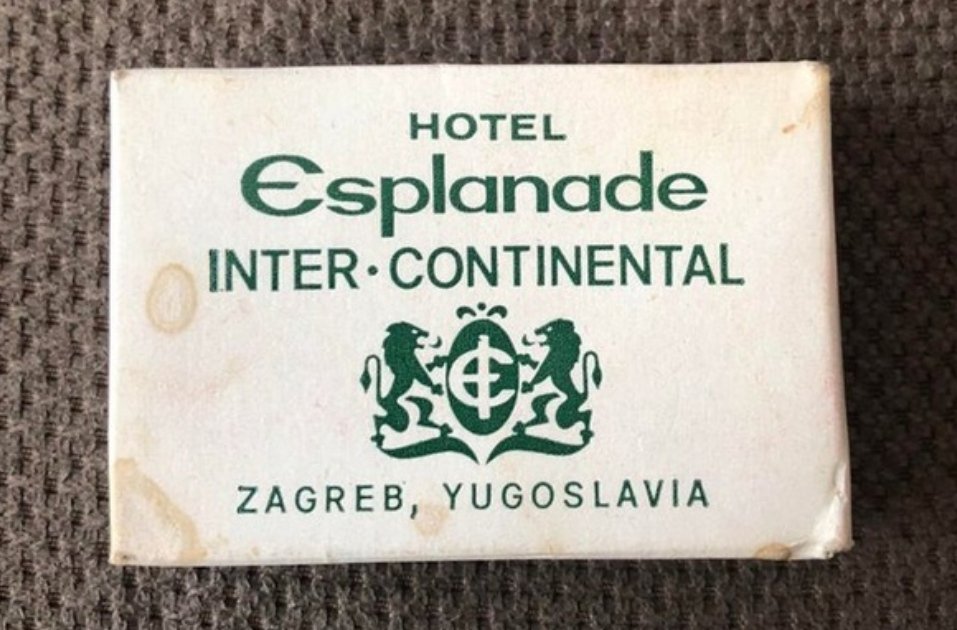 HOTEL
Esplanade
INTER·CONTINENTAL
ZAGREB, YUGOSLAVIA